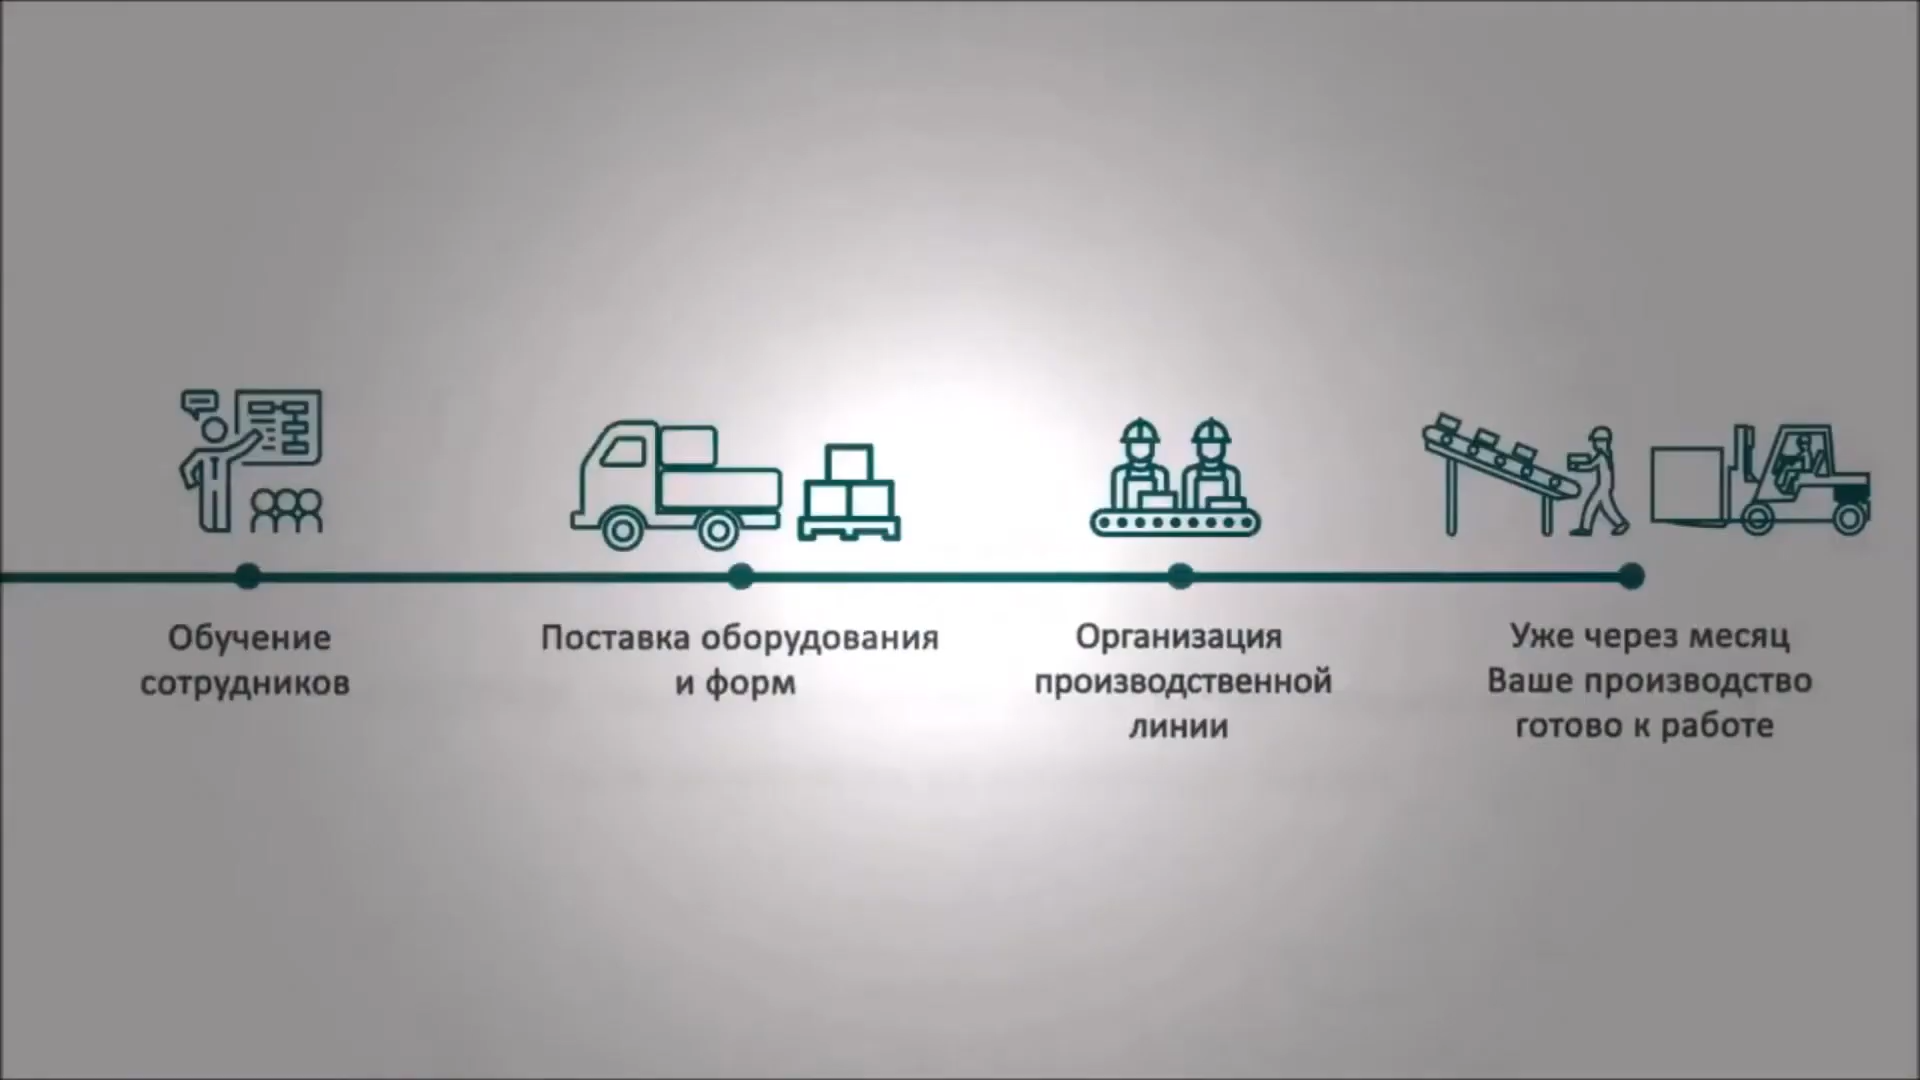 Обучение
сотрудников
Поставка оборудования
и форм
Организация
производственной
линии
Уже через месяц
Ваше производство
готово к работе